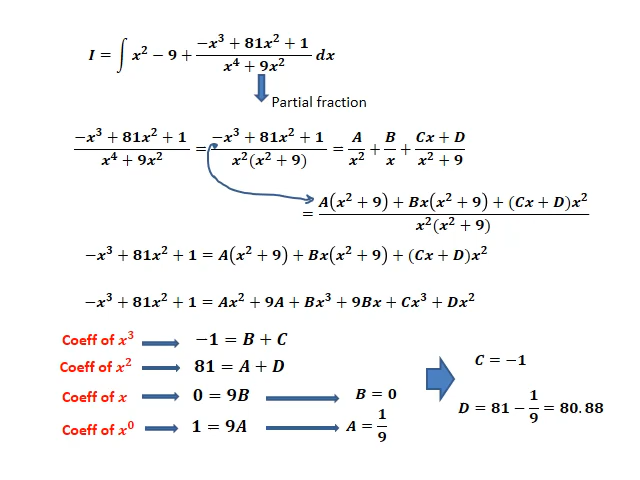 I = ∫ x² − 9 + (−x³ + 81x² + 1)/(x⁴ + 9x²) dx
Partial fraction
(−x³ + 81x² + 1)/(x⁴ + 9x²) = (−x³ + 81x² + 1)/(x²(x² + 9)) = A/x² + B/x + (Cx + D)/(x² + 9)
= (A(x² + 9) + Bx(x² + 9) + (Cx + D)x²)/(x²(x² + 9))
−x³ + 81x² + 1 = A(x² + 9) + Bx(x² + 9) + (Cx + D)x²
−x³ + 81x² + 1 = Ax² + 9A + Bx³ + 9Bx + Cx³ + Dx²
Coeff of x³ −1 = B + C
Coeff of x² 81 = A + D
Coeff of x 0 = 9B B = 0
Coeff of x⁰ 1 = 9A A = 1/9
C = −1
D = 81 − 1/9 = 80.88